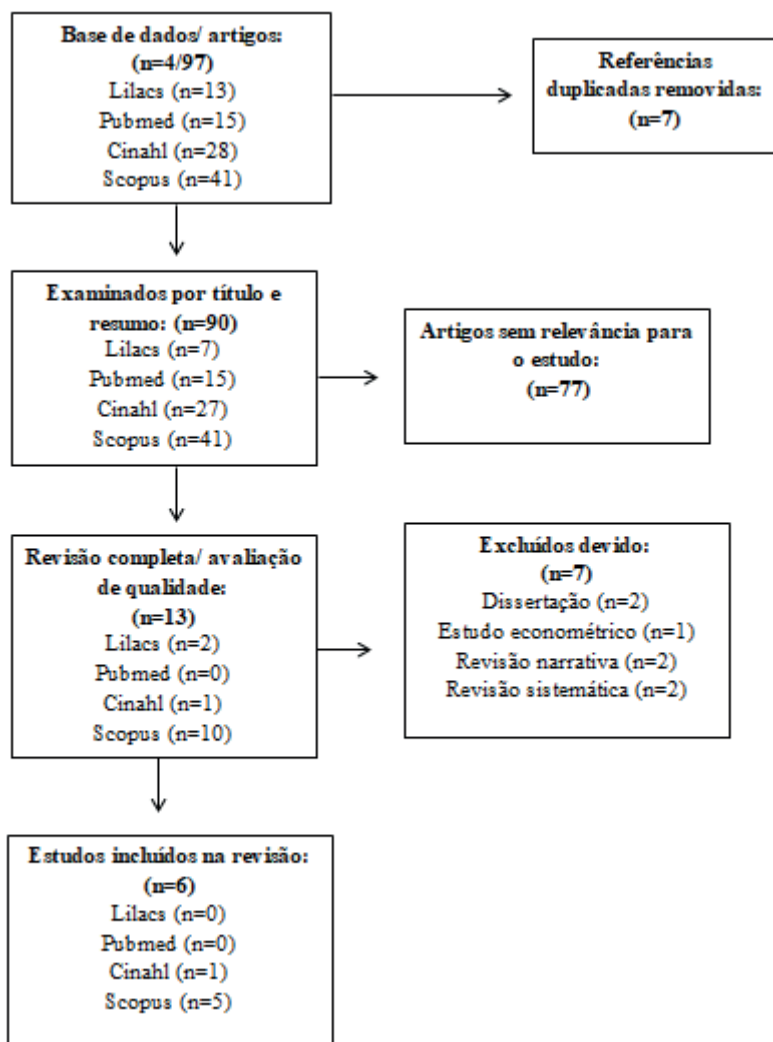 Base de dados/ artigos:
(n=4/97)
Lilacs (n=13)
Pubmed (n=15)
Cinahl (n=28)
Scopus (n=41)
Referências
duplicadas removidas:
(n=7)
Examinados por título e
resumo: (n=90)
Lilacs (n=7)
Pubmed (n=15)
Cinahl (n=27)
Scopus (n=41)
Artigos sem relevância para
o estudo:
(n=77)
Revisão completa/ avaliação
de qualidade:
(n=13)
Lilacs (n=2)
Pubmed (n=0)
Cinahl (n=1)
Scopus (n=10)
Excluídos devido:
(n=7)
Dissertação (n=2)
Estudo econométrico (n=1)
Revisão narrativa (n=2)
Revisão sistemática (n=2)
Estudos incluídos na revisão:
(n=6)
Lilacs (n=0)
Pubmed (n=0)
Cinahl (n=1)
Scopus (n=5)